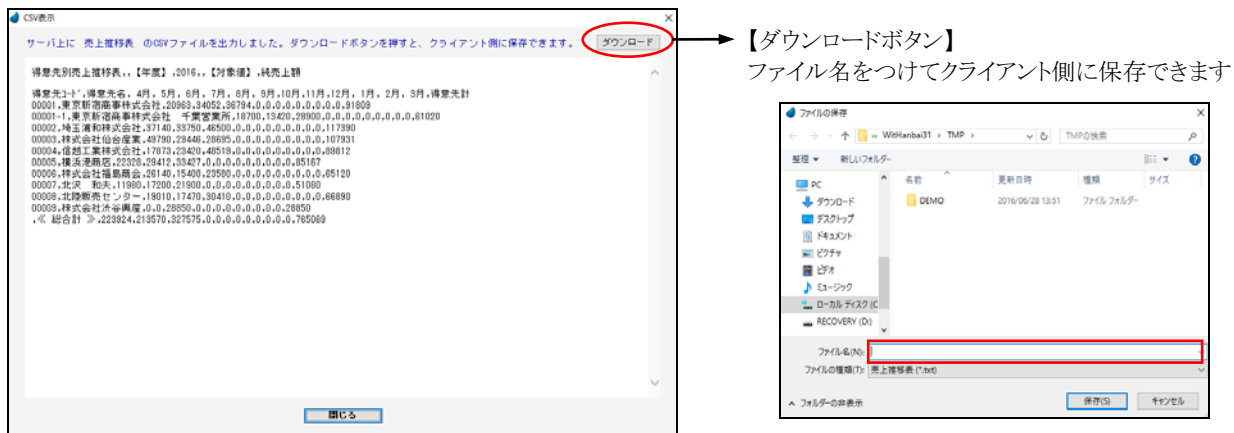 CSV表示
サーバ上に 売上推移表 のCSVファイルを出力しました。ダウンロードボタンを押すと、クライアント側に保存できます。
ダウンロード
得意先別売上推移表,,【年度】,2016,,【対象値】,純売上額
得意先ｺｰﾄﾞ,得意先名, 4月, 5月, 6月, 7月, 8月, 9月,10月,11月,12月, 1月, 2月, 3月,得意先計
00001,東京新宿商事株式会社,20963,34052,36794,0,0,0,0,0,0,0,0,0,91809
00001-1,東京新宿商事株式会社 千葉営業所,18700,13420,28900,0,0,0,0,0,0,0,0,0,61020
00002,埼玉浦和株式会社,37140,33750,46500,0,0,0,0,0,0,0,0,0,117390
00003,株式会社仙台産業,49790,29446,28695,0,0,0,0,0,0,0,0,0,107931
00004,信越工業株式会社,17873,23420,48519,0,0,0,0,0,0,0,0,0,89812
00005,横浜港商店,22328,29412,33427,0,0,0,0,0,0,0,0,0,85167
00006,株式会社福島商会,26140,15400,23580,0,0,0,0,0,0,0,0,0,65120
00007,北沢 和夫,11980,17200,21900,0,0,0,0,0,0,0,0,0,51080
00008,北陸販売センター,19010,17470,30410,0,0,0,0,0,0,0,0,0,66890
00009,株式会社渋谷興産,0,0,28850,0,0,0,0,0,0,0,0,0,28850
,≪ 総合計 ≫,223924,213570,327575,0,0,0,0,0,0,0,0,0,765069
閉じる
【ダウンロードボタン】
ファイル名をつけてクライアント側に保存できます
ファイルの保存
« WitHanbai31 › TMP ›
TMPの検索
整理
新しいフォルダー
PC
ダウンロード
デスクトップ
ドキュメント
ピクチャ
ビデオ
ミュージック
ローカル ディスク (C
RECOVERY (D:)
名前
更新日時
種類
サイズ
DEMO
2016/06/28 13:51
ファイル フォルダー
ファイル名(N):
ファイルの種類(T):
売上推移表 (*.txt)
フォルダーの非表示
保存(S)
キャンセル